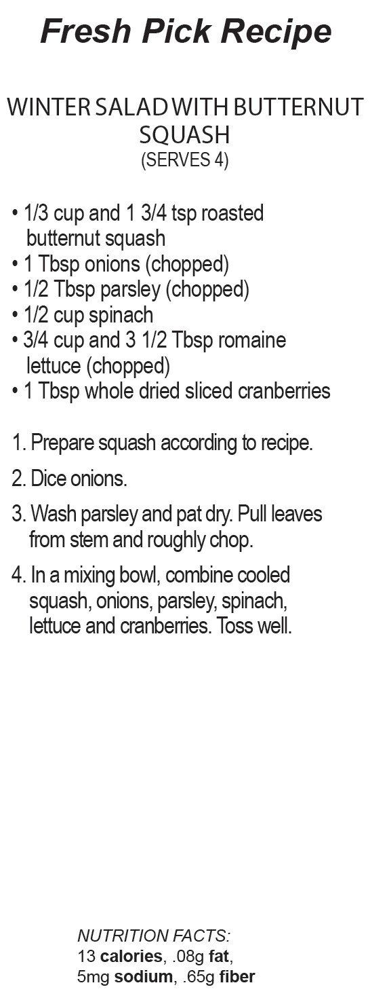 Fresh Pick Recipe
WINTER SALAD WITH BUTTERNUT
SQUASH
(SERVES 4)
• 1/3 cup and 1 3/4 tsp roasted
butternut squash
• 1 Tbsp onions (chopped)
• 1/2 Tbsp parsley (chopped)
• 1/2 cup spinach
• 3/4 cup and 3 1/2 Tbsp romaine
lettuce (chopped)
• 1 Tbsp whole dried sliced cranberries
1. Prepare squash according to recipe.
2. Dice onions.
3. Wash parsley and pat dry. Pull leaves
from stem and roughly chop.
4. In a mixing bowl, combine cooled
squash, onions, parsley, spinach,
lettuce and cranberries. Toss well.
NUTRITION FACTS:
13 calories, .08g fat,
5mg sodium, .65g fiber